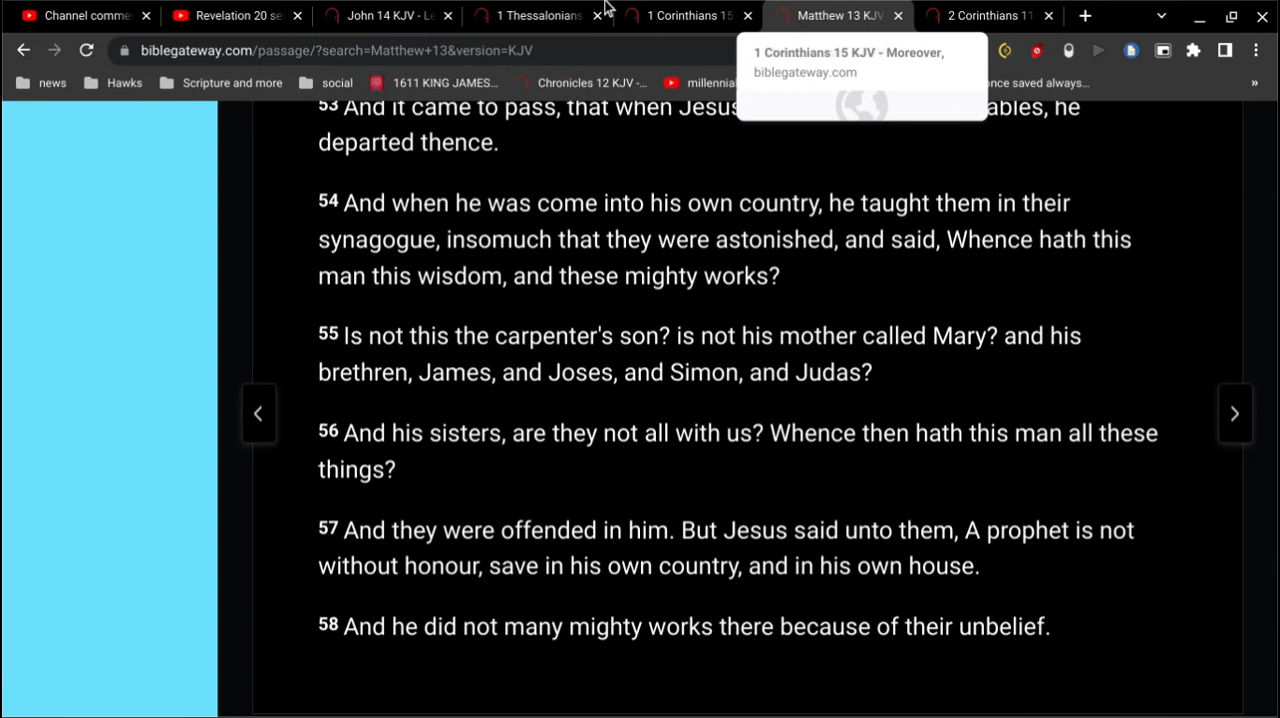 Channel comme
Revelation 20 se
John 14 KJV - Le
1 Thessalonians
1 Corinthians 15
Matthew 13 KJV
2 Corinthians 11
biblegateway.com/passage/?search=Matthew+13&version=KJV
1 Corinthians 15 KJV - Moreover,
biblegateway.com
news
Hawks
Scripture and more
social
1611 KING JAMES...
Chronicles 12 KJV -...
millennial
once saved always...
53 And it came to pass, that when Jesus ables, he
departed thence.
54 And when he was come into his own country, he taught them in their
synagogue, insomuch that they were astonished, and said, Whence hath this
man this wisdom, and these mighty works?
55 Is not this the carpenter's son? is not his mother called Mary? and his
brethren, James, and Joses, and Simon, and Judas?
56 And his sisters, are they not all with us? Whence then hath this man all these
things?
57 And they were offended in him. But Jesus said unto them, A prophet is not
without honour, save in his own country, and in his own house.
58 And he did not many mighty works there because of their unbelief.